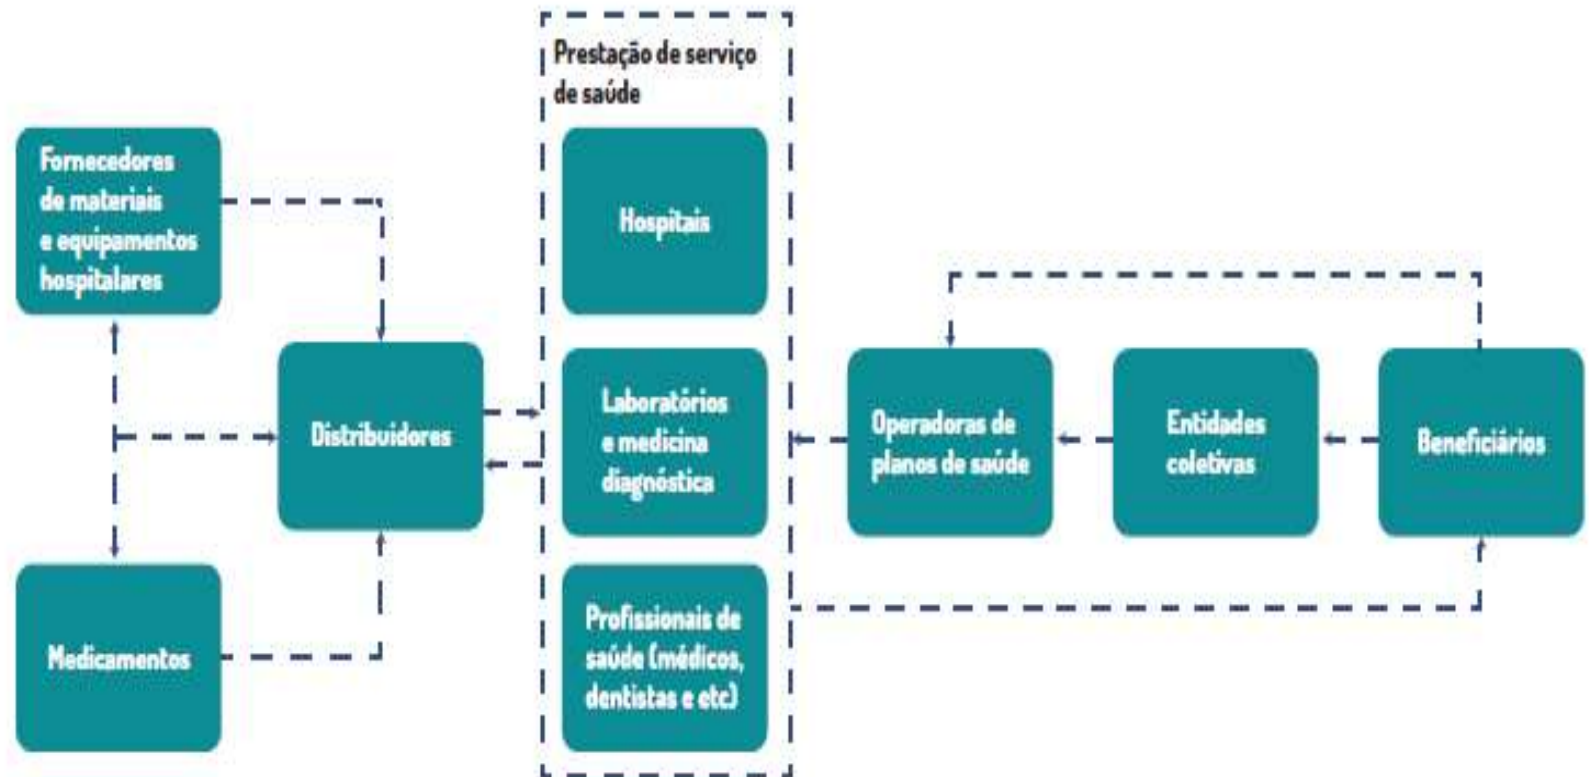 Prestação de serviço
de saúde
Fornecedores
de materiais
e equipamentos
hospitalares
Hospitais
Distribuidores
Laboratórios
e medicina
diagnóstica
Operadoras de
planos de saúde
Entidades
coletivas
Beneficiários
Medicamentos
Profissionais de
saúde (médicos,
dentistas e etc)